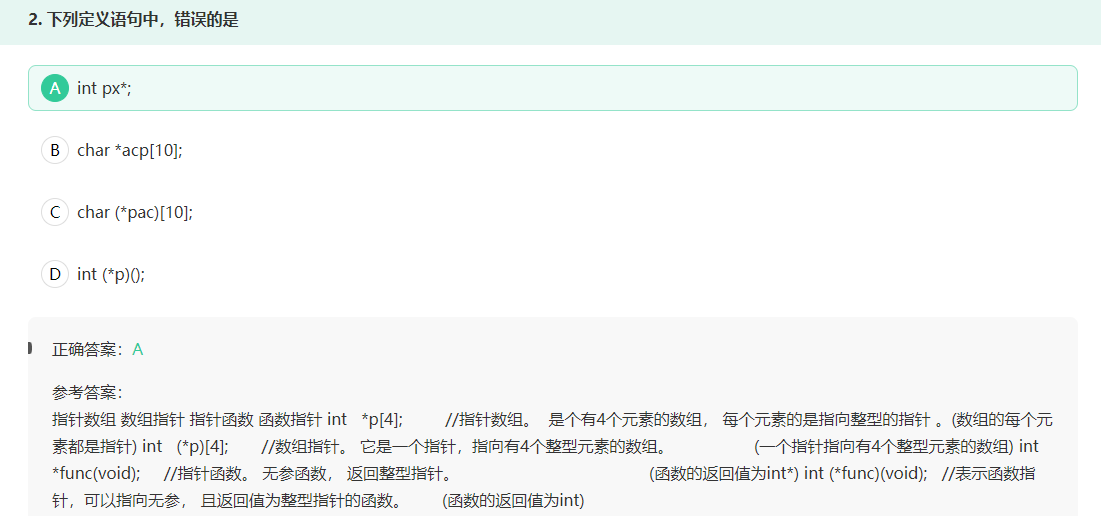 2. 下列定义语句中，错误的是
A int px*;
B char *acp[10];
C char (*pac)[10];
D int (*p)();
正确答案：A
参考答案：
指针数组 数组指针 指针函数 函数指针 int *p[4]; //指针数组。 是个有4个元素的数组， 每个元素的是指向整型的指针 。(数组的每个元
素都是指针) int (*p)[4]; //数组指针。 它是一个指针，指向有4个整型元素的数组。 (一个指针指向有4个整型元素的数组) int
*func(void); //指针函数。 无参函数， 返回整型指针。 (函数的返回值为int*) int (*func)(void); //表示函数指
针，可以指向无参， 且返回值为整型指针的函数。 (函数的返回值为int)